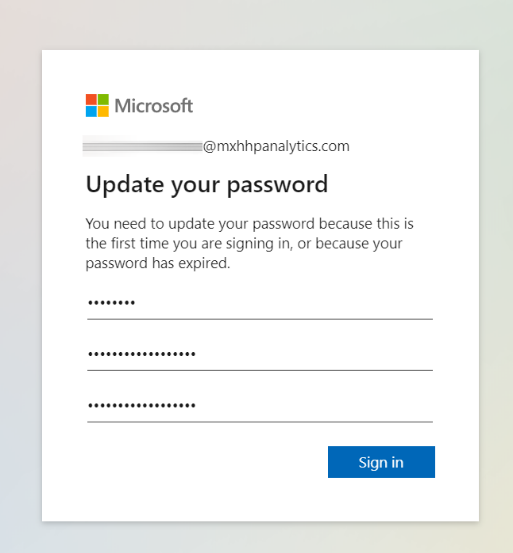 Microsoft
@mxhhpanalytics.com
Update your password
You need to update your password because this is
the first time you are signing in, or because your
password has expired.
••••••••
••••••••••••••••••
••••••••••••••••••
Sign in